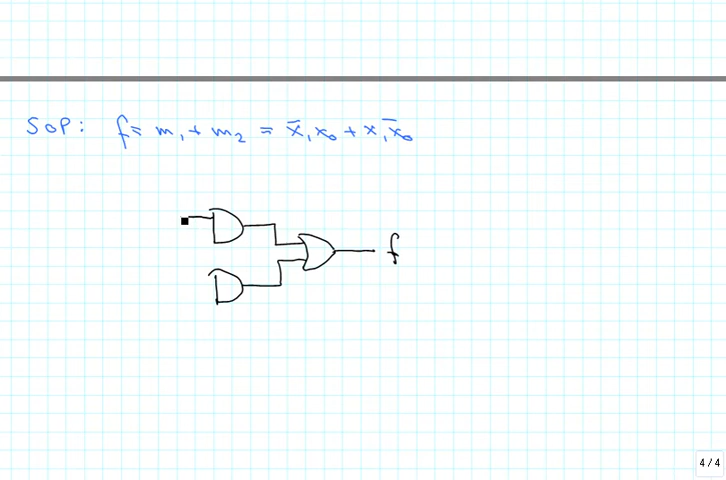 SOP: f = m₁ + m₂ = x̅₁x₀ + x₁x̅₀
f
4 / 4